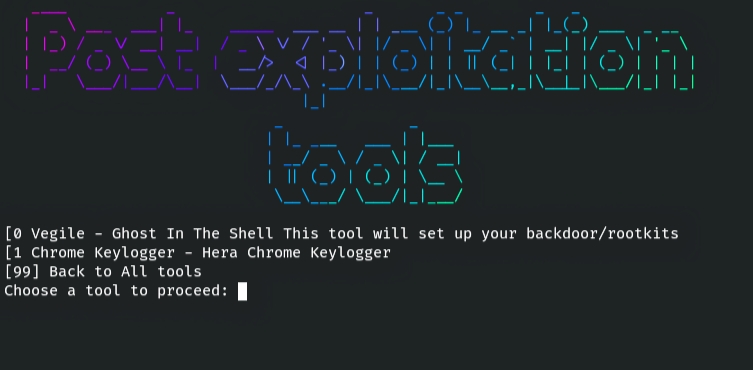 Post exploitation
tools
[0 Vegile - Ghost In The Shell This tool will set up your backdoor/rootkits
[1 Chrome Keylogger - Hera Chrome Keylogger
[99] Back to All tools
Choose a tool to proceed: